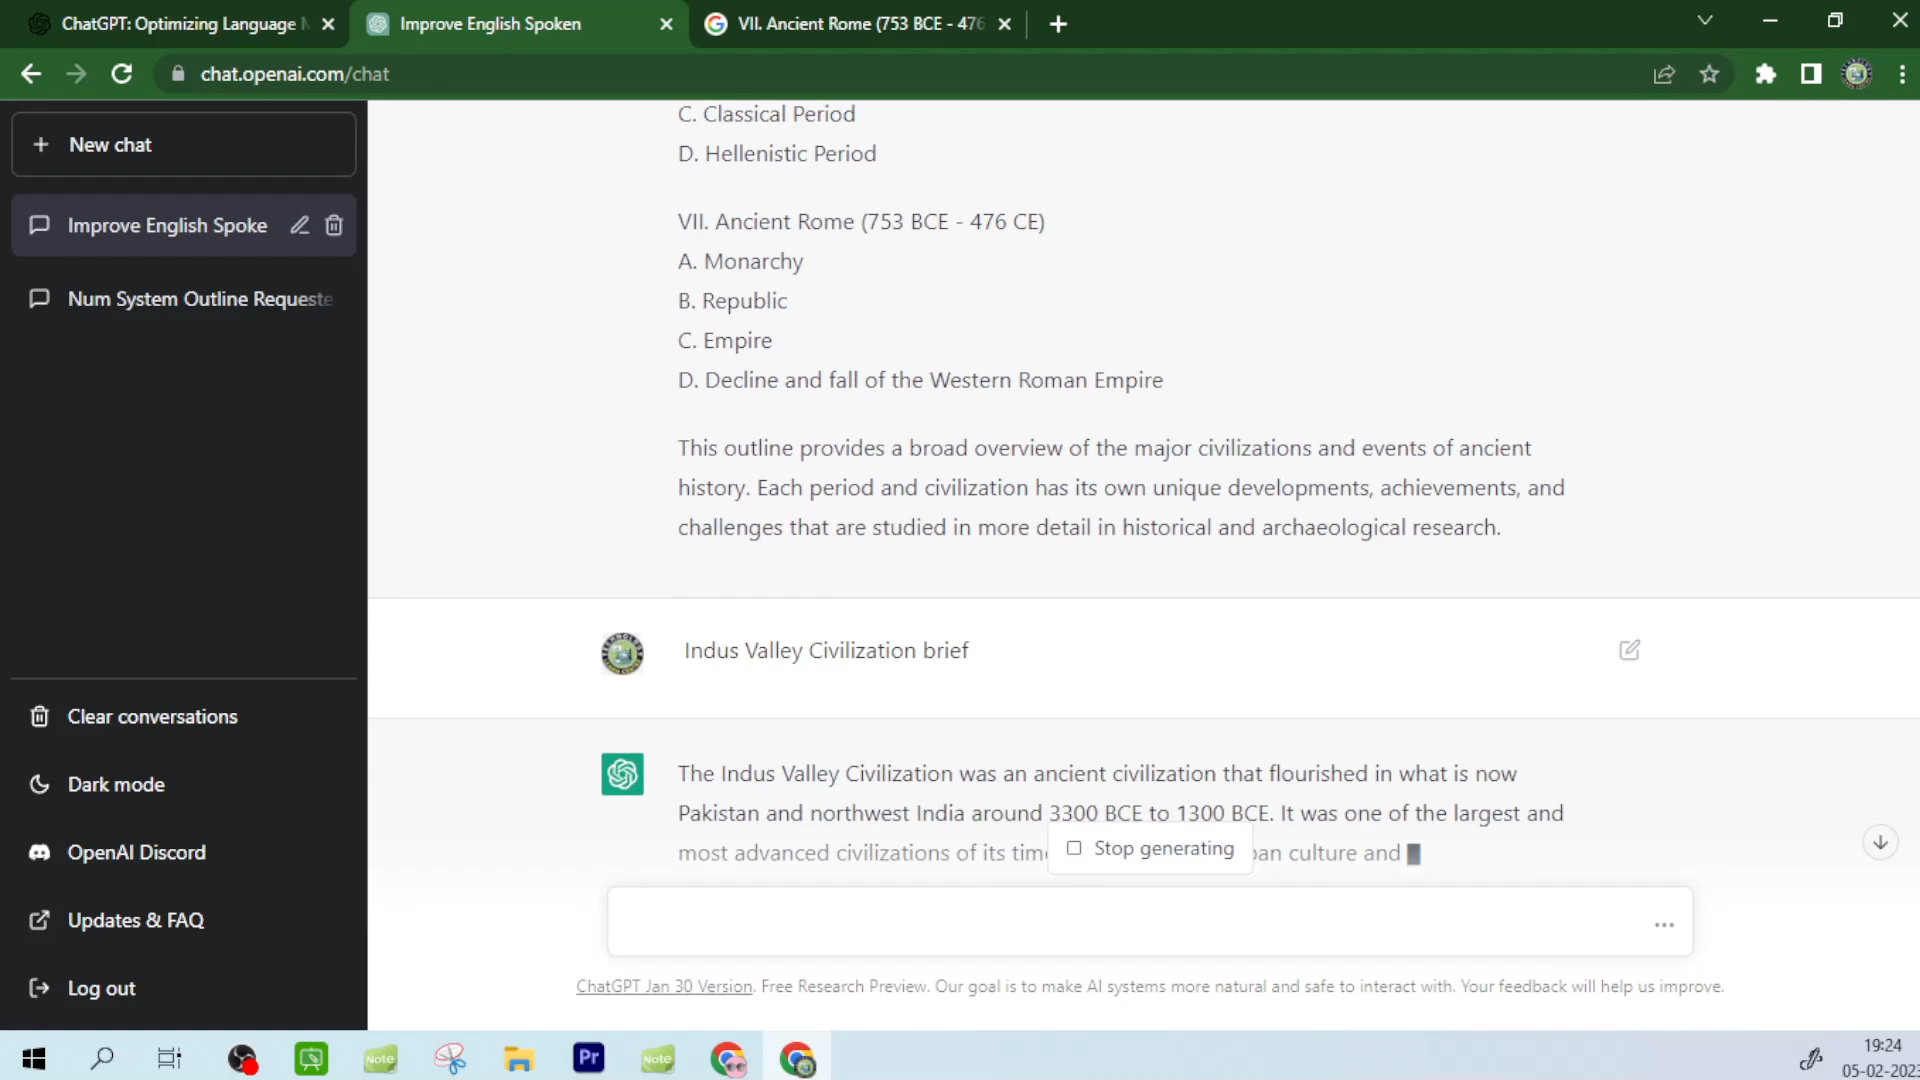 ChatGPT: Optimizing Language
Improve English Spoken
VII. Ancient Rome (753 BCE - 476
chat.openai.com/chat
New chat
Improve English Spoke
Num System Outline Requeste
Clear conversations
Dark mode
OpenAI Discord
Updates & FAQ
Log out
C. Classical Period
D. Hellenistic Period
VII. Ancient Rome (753 BCE - 476 CE)
A. Monarchy
B. Republic
C. Empire
D. Decline and fall of the Western Roman Empire
This outline provides a broad overview of the major civilizations and events of ancient
history. Each period and civilization has its own unique developments, achievements, and
challenges that are studied in more detail in historical and archaeological research.
Indus Valley Civilization brief
The Indus Valley Civilization was an ancient civilization that flourished in what is now
Pakistan and northwest India around 3300 BCE to 1300 BCE. It was one of the largest and
most advanced civilizations of its culture and
Stop generating
ChatGPT Jan 30 Version. Free Research Preview. Our goal is to make AI systems more natural and safe to interact with. Your feedback will help us improve.
Note
Pr
Note
19:24
05-02-2023